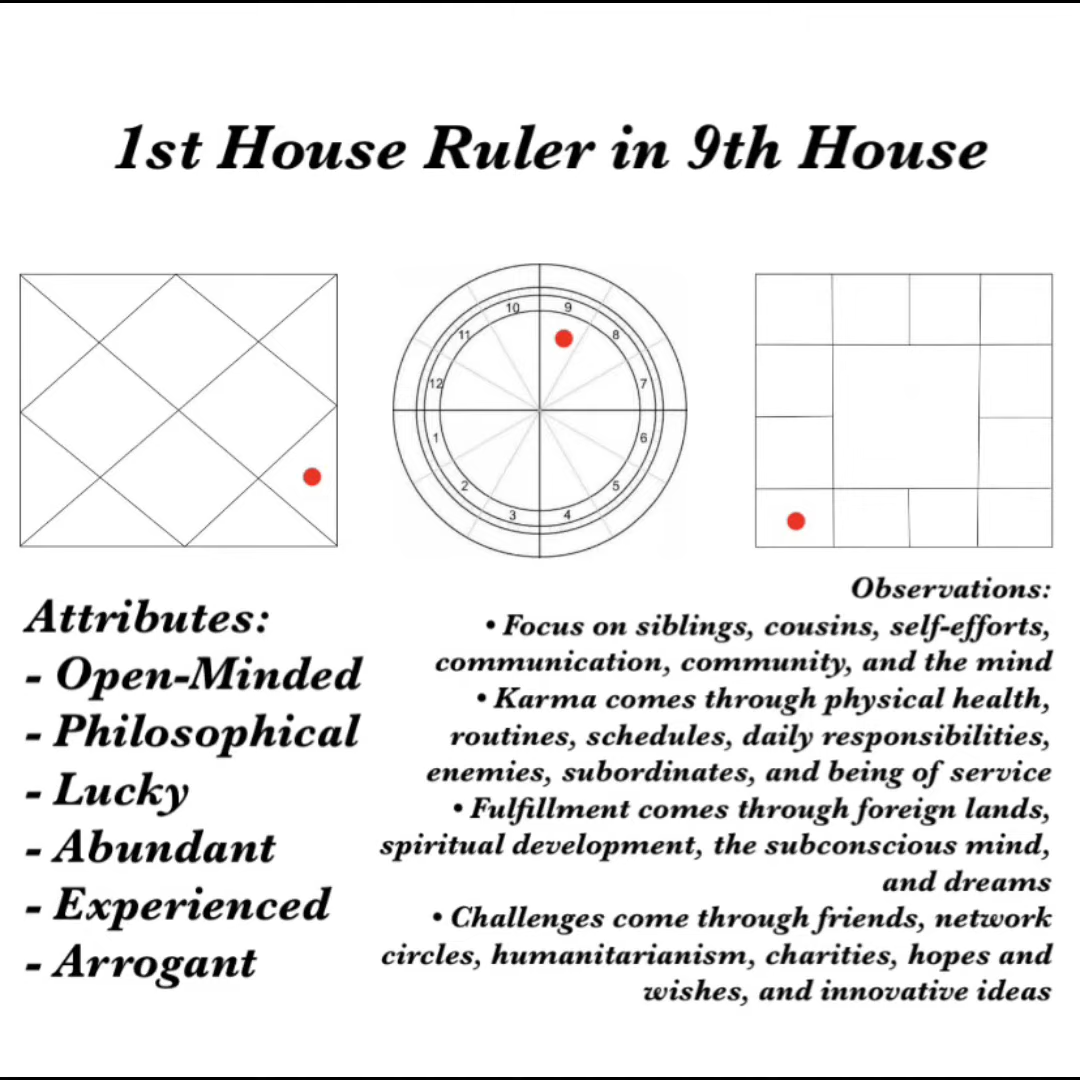 1st House Ruler in 9th House
10
9
11
8
12
7
1
6
2
5
3
4
Attributes:
- Open-Minded
- Philosophical
- Lucky
- Abundant
- Experienced
- Arrogant
Observations:
• Focus on siblings, cousins, self-efforts,
communication, community, and the mind
• Karma comes through physical health,
routines, schedules, daily responsibilities,
enemies, subordinates, and being of service
• Fulfillment comes through foreign lands,
spiritual development, the subconscious mind,
and dreams
• Challenges come through friends, network
circles, humanitarianism, charities, hopes and
wishes, and innovative ideas